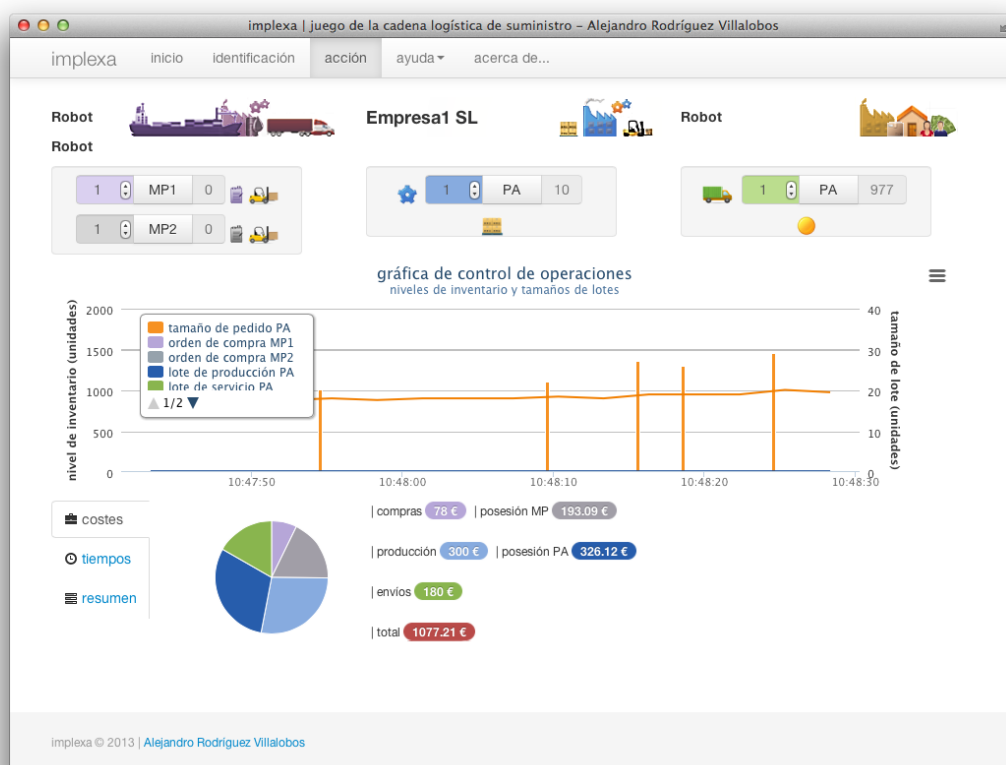 implexa | juego de la cadena logística de suministro – Alejandro Rodríguez Villalobos
implexa inicio identificación acción ayuda acerca de...
Robot Empresa1 SL Robot
Robot
1 MP1 0 1 PA 10 1 PA 977
1 MP2 0
gráfica de control de operaciones
niveles de inventario y tamaños de lotes
nivel de inventario (unidades)
2000
1500
1000
500
0
tamaño de pedido PA
orden de compra MP1
orden de compra MP2
lote de producción PA
lote de servicio PA
1/2
40
30
20
10
0
tamaño de lote (unidades)
10:47:50 10:48:00 10:48:10 10:48:20 10:48:30
costes
tiempos
resumen
| compras 78 € | posesión MP 193.09 €
| producción 300 € | posesión PA 326.12 €
| envíos 180 €
| total 1077.21 €
implexa © 2013 | Alejandro Rodríguez Villalobos